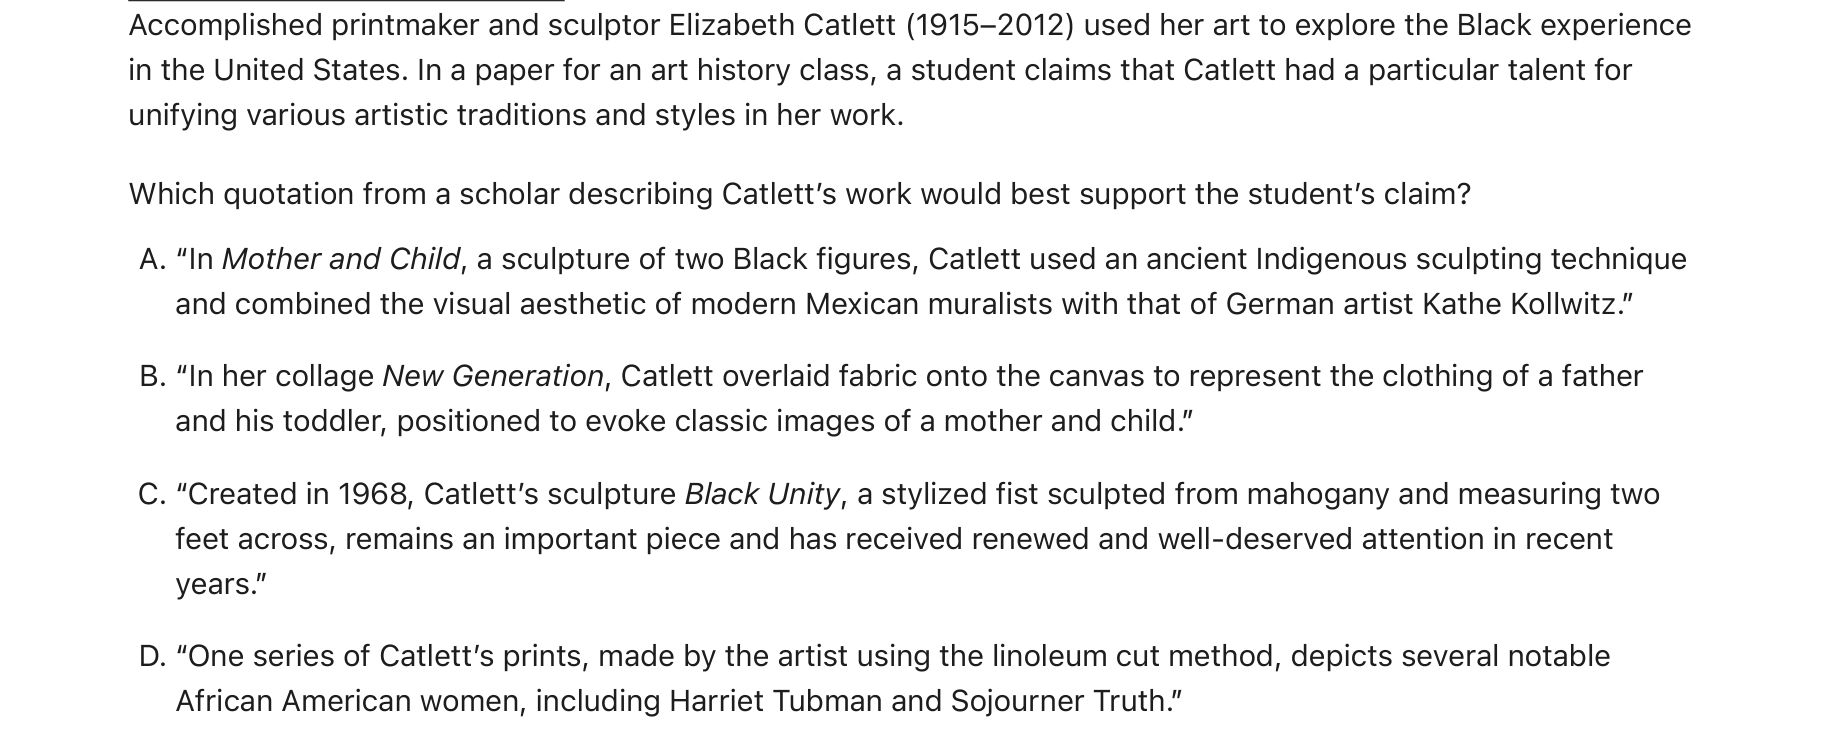 Accomplished printmaker and sculptor Elizabeth Catlett (1915–2012) used her art to explore the Black experience
in the United States. In a paper for an art history class, a student claims that Catlett had a particular talent for
unifying various artistic traditions and styles in her work.
Which quotation from a scholar describing Catlett’s work would best support the student’s claim?
A. “In Mother and Child, a sculpture of two Black figures, Catlett used an ancient Indigenous sculpting technique
and combined the visual aesthetic of modern Mexican muralists with that of German artist Kathe Kollwitz.”
B. “In her collage New Generation, Catlett overlaid fabric onto the canvas to represent the clothing of a father
and his toddler, positioned to evoke classic images of a mother and child.”
C. “Created in 1968, Catlett’s sculpture Black Unity, a stylized fist sculpted from mahogany and measuring two
feet across, remains an important piece and has received renewed and well-deserved attention in recent
years.”
D. “One series of Catlett’s prints, made by the artist using the linoleum cut method, depicts several notable
African American women, including Harriet Tubman and Sojourner Truth.”